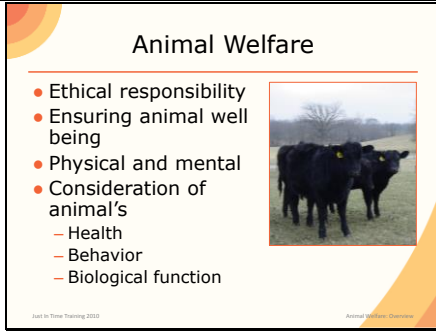 Animal Welfare
● Ethical responsibility
● Ensuring animal well
being
● Physical and mental
● Consideration of
animal's
– Health
– Behavior
– Biological function
Just in Time Training 2010
Animal Welfare: Overview